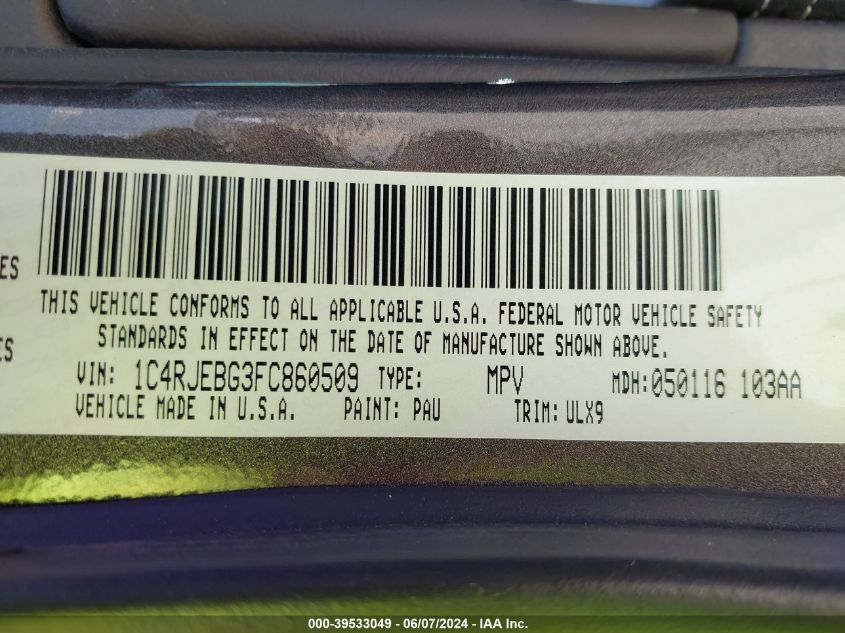 ES
THIS VEHICLE CONFORMS TO ALL APPLICABLE U.S.A. FEDERAL MOTOR VEHICLE SAFETY
ES
STANDARDS IN EFFECT ON THE DATE OF MANUFACTURE SHOWN ABOVE.
VIN: 1C4RJEBG3FC860509 TYPE: MPV MDH:050116 103AA
VEHICLE MADE IN U.S.A. PAINT: PAU TRIM: ULX9
000-39533049 - 06/07/2024 - IAA Inc.